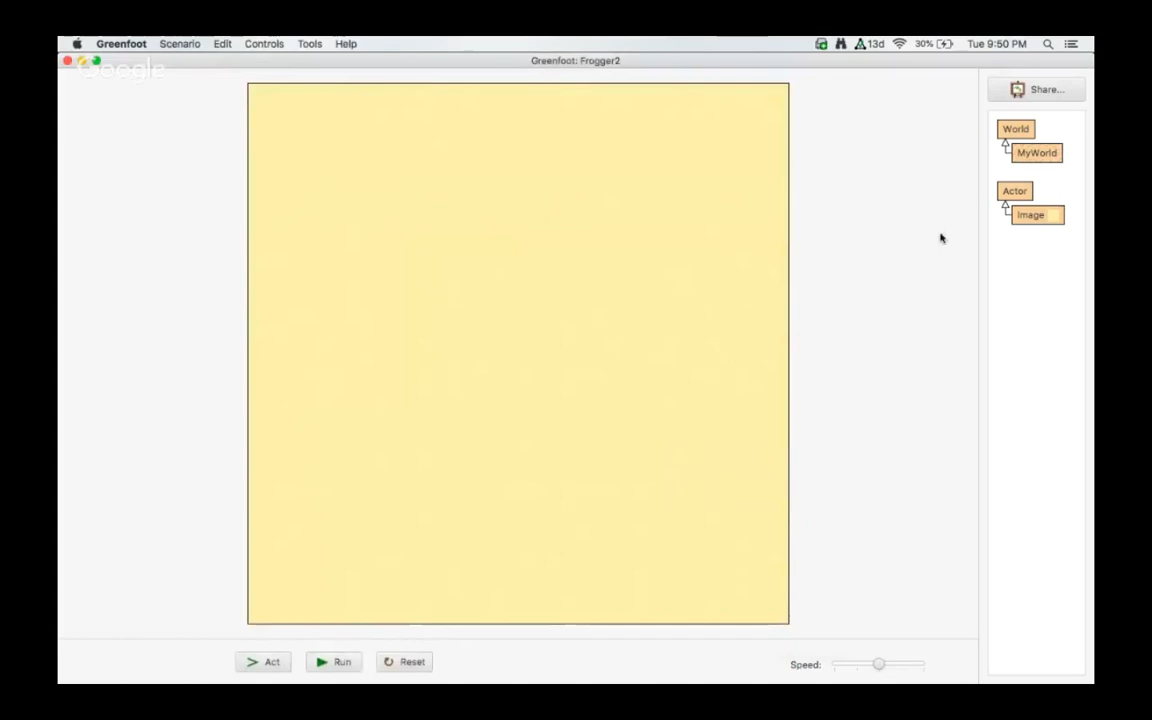 Greenfoot Scenario Edit Controls Tools Help 13d 30% Tue 9:50 PM
Greenfoot: Frogger2
Google
Share...
World
MyWorld
Actor
Image
Act Run Reset Speed: